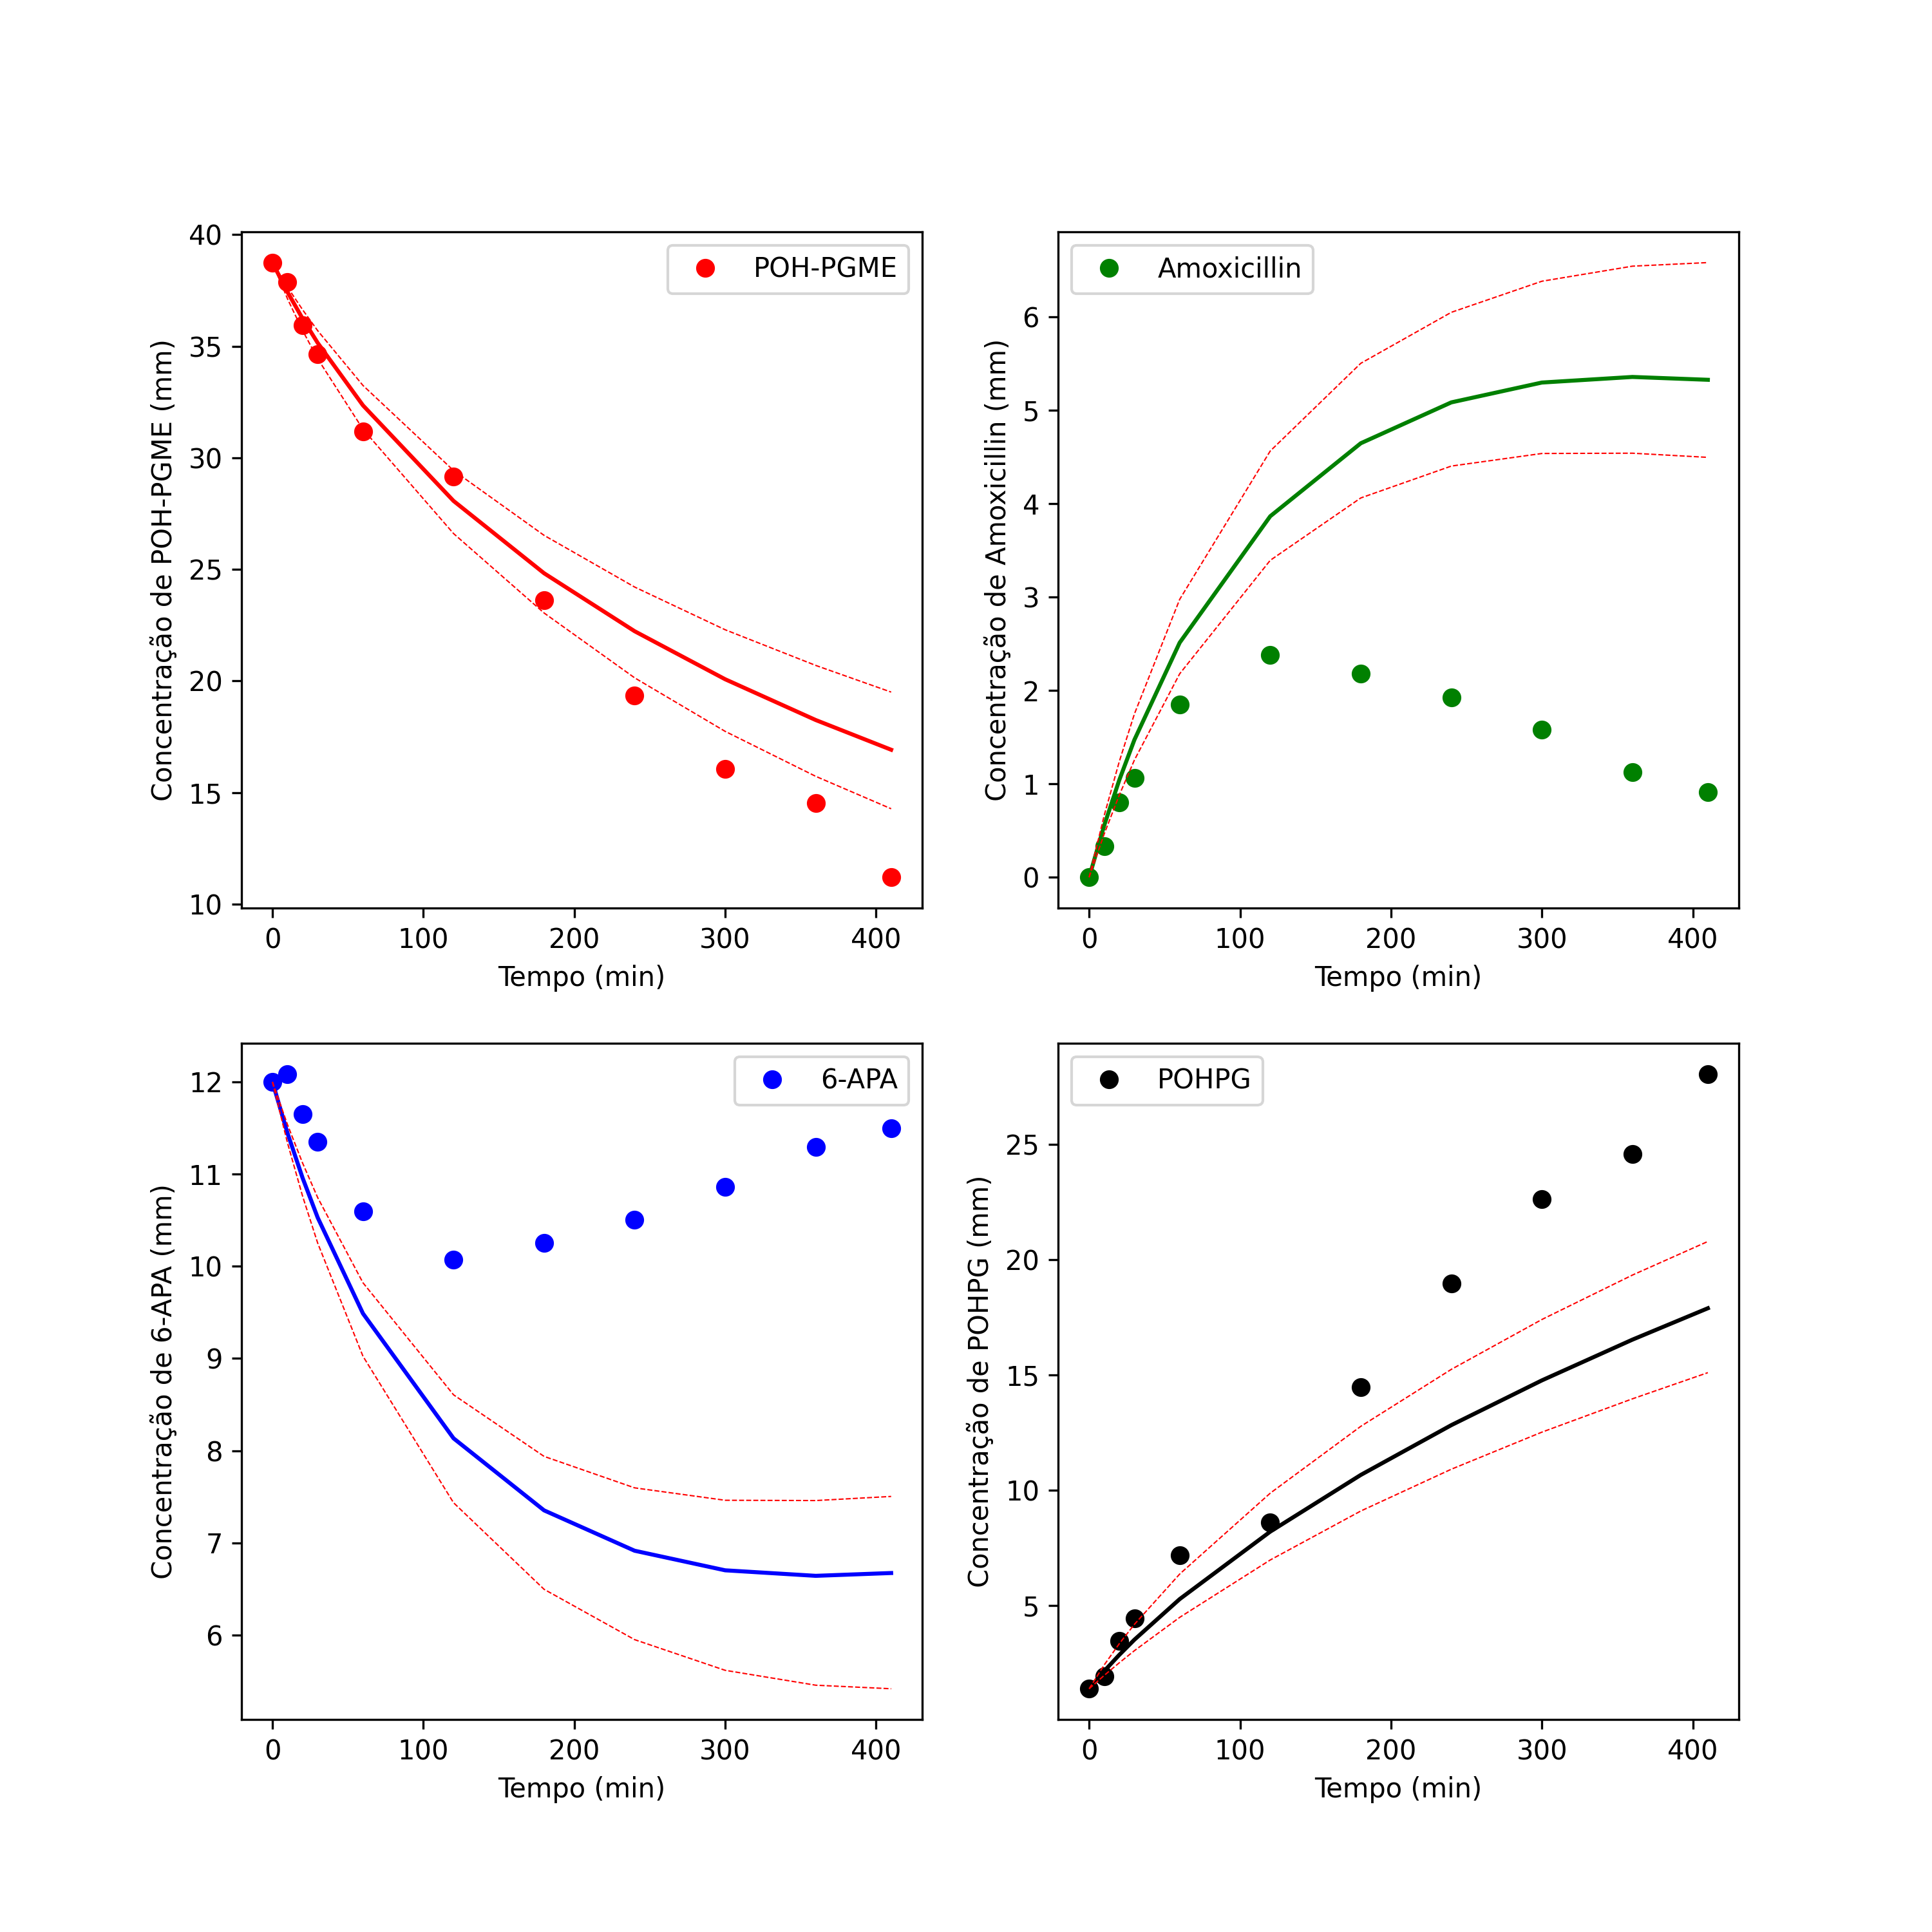 POH-PGME
Concentração de POH-PGME (mm)
40
35
30
25
20
15
10
0 100 200 300 400
Tempo (min)
Amoxicillin
Concentração de Amoxicillin (mm)
6
5
4
3
2
1
0
0 100 200 300 400
Tempo (min)
6-APA
Concentração de 6-APA (mm)
12
11
10
9
8
7
6
0 100 200 300 400
Tempo (min)
POHPG
Concentração de POHPG (mm)
25
20
15
10
5
0 100 200 300 400
Tempo (min)